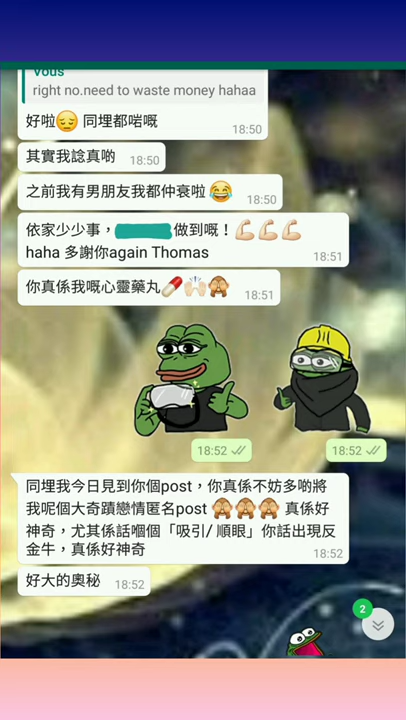 Vous
right no.need to waste money hahaa
好啦😔 同埋都啱嘅
18:50
其實我諗真啲
18:50
之前我有男朋友我都仲衰啦😂
18:50
依家少少事，
做到嘅！💪🏻💪🏻💪🏻
haha 多謝你again Thomas
18:51
你真係我嘅心靈藥丸💊🙌🏻🙈
18:51
18:52
18:52
同埋我今日見到你個post，你真係不妨多啲將
我呢個大奇蹟戀情匿名post 🙈🙈🙈 真係好
神奇，尤其係話嗰個「吸引/ 順眼」你話出現反
金牛，真係好神奇
18:52
好大的奧秘
18:52
2